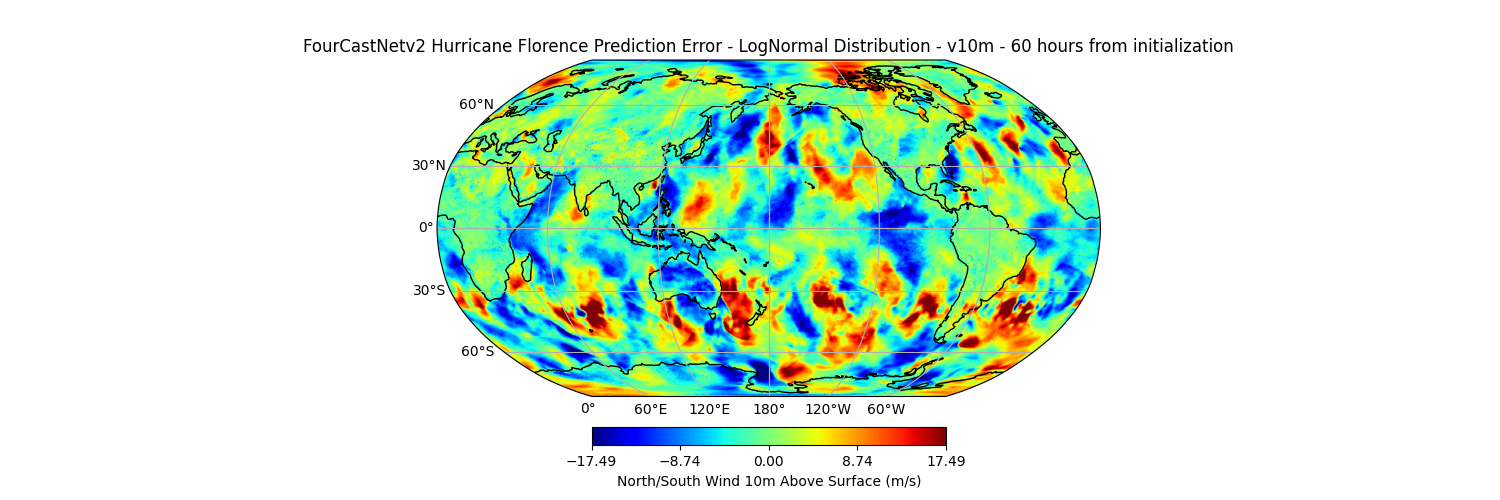 FourCastNetv2 Hurricane Florence Prediction Error - LogNormal Distribution - v10m - 60 hours from initialization
60°N
30°N
0°
30°S
60°S
0° 60°E 120°E 180° 120°W 60°W
−17.49 −8.74 0.00 8.74 17.49
North/South Wind 10m Above Surface (m/s)